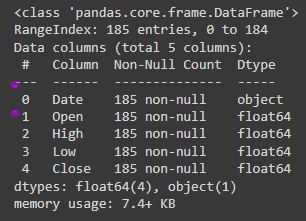 <class 'pandas.core.frame.DataFrame'>
RangeIndex: 185 entries, 0 to 184
Data columns (total 5 columns):
 #   Column  Non-Null Count  Dtype
---  ------  --------------  -----
 0   Date    185 non-null    object
 1   Open    185 non-null    float64
 2   High    185 non-null    float64
 3   Low     185 non-null    float64
 4   Close   185 non-null    float64
dtypes: float64(4), object(1)
memory usage: 7.4+ KB